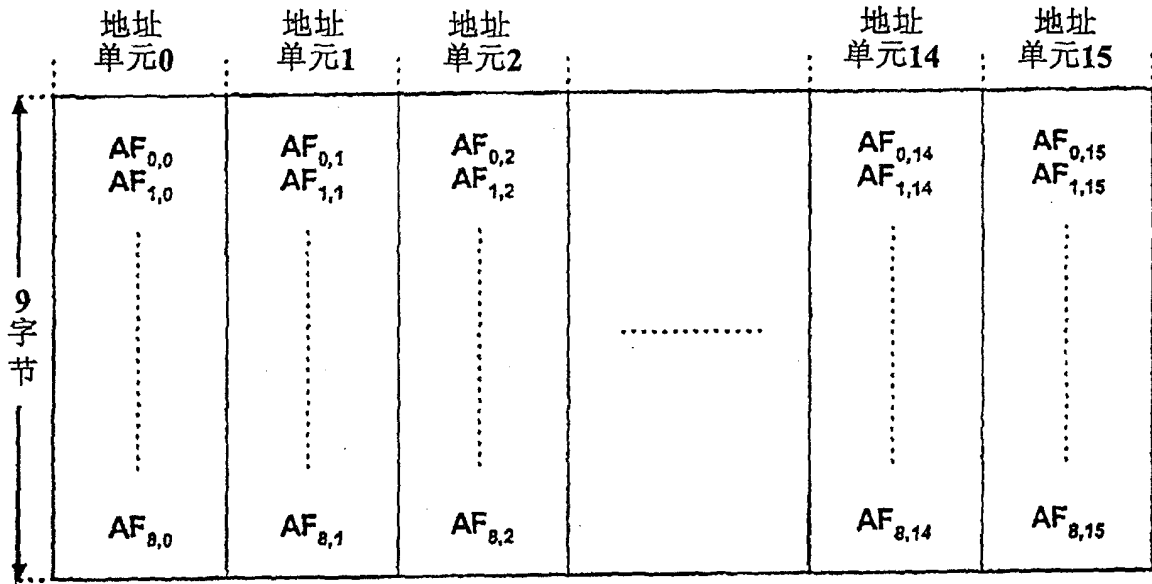 地址 地址 地址 地址 地址
单元0 单元1 单元2 单元14 单元15
AF0,0 AF0,1 AF0,2 AF0,14 AF0,15
AF1,0 AF1,1 AF1,2 AF1,14 AF1,15
9
字
节
AF8,0 AF8,1 AF8,2 AF8,14 AF8,15